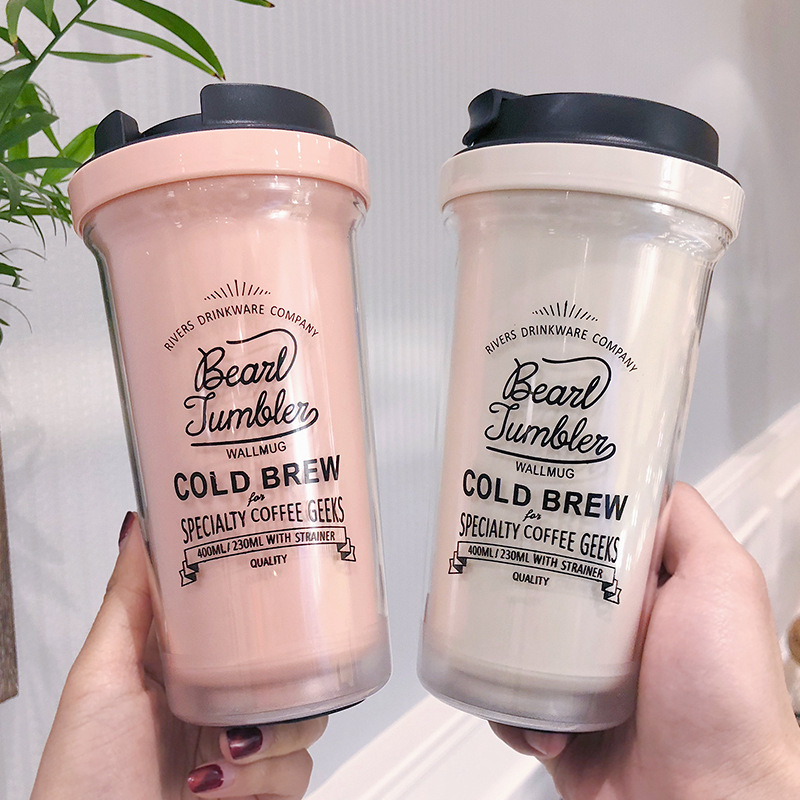 RIVERS DRINKWARE COMPANY
Bearl
Tumbler
WALLMUG
COLD BREW
for
SPECIALTY COFFEE GEEKS
400ML/230ML WITH STRAINER
QUALITY
RIVERS DRINKWARE COMPANY
Bearl
Tumbler
WALLMUG
COLD BREW
for
SPECIALTY COFFEE GEEKS
400ML/230ML WITH STRAINER
QUALITY